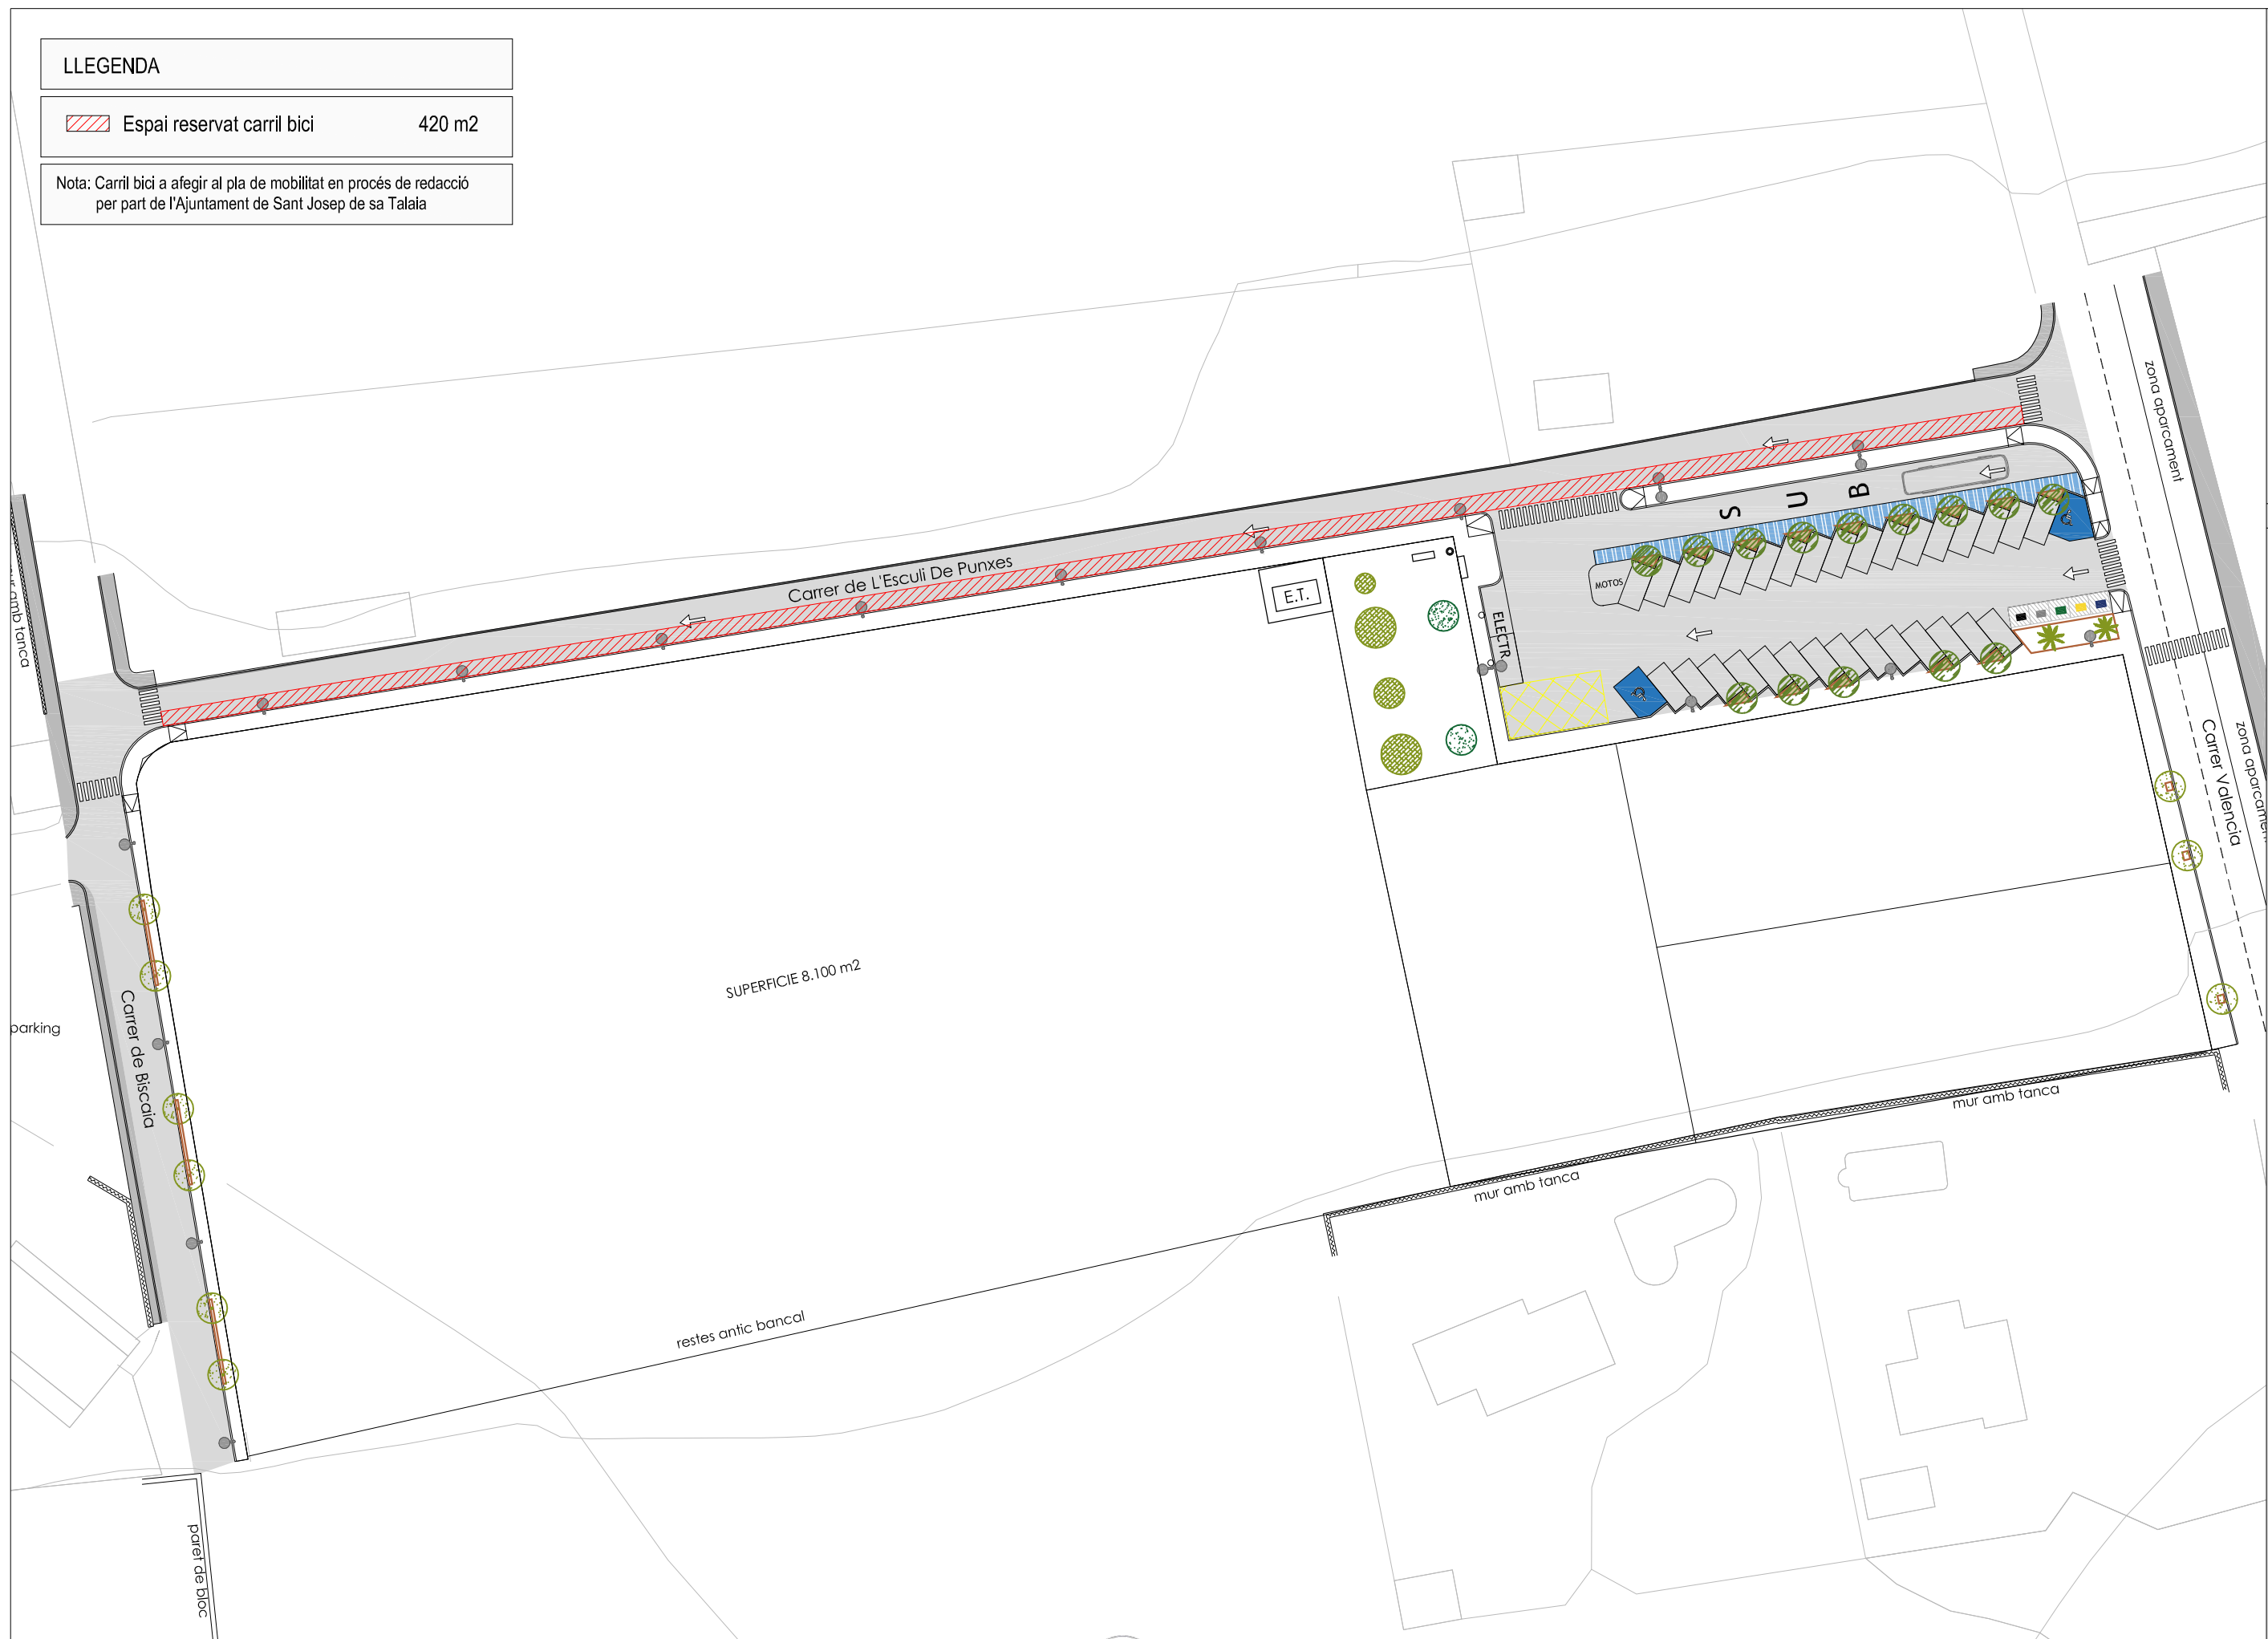 LLEGENDA
Espai reservat carril bici 420 m2
Nota: Carril bici a afegir al pla de mobilitat en procés de redacció
per part de l'Ajuntament de Sant Josep de sa Talaia
zona aparcament
BUS
MOTOS
Carrer de L'Esculi De Punxes
E.T.
ELECTR
amb tanca
Carrer Valencia
zona aparcament
SUPERFICIE 8.100 m2
parking
Carrer de Biscaia
mur amb tanca
mur amb tanca
restes antic bancal
paret de bloc